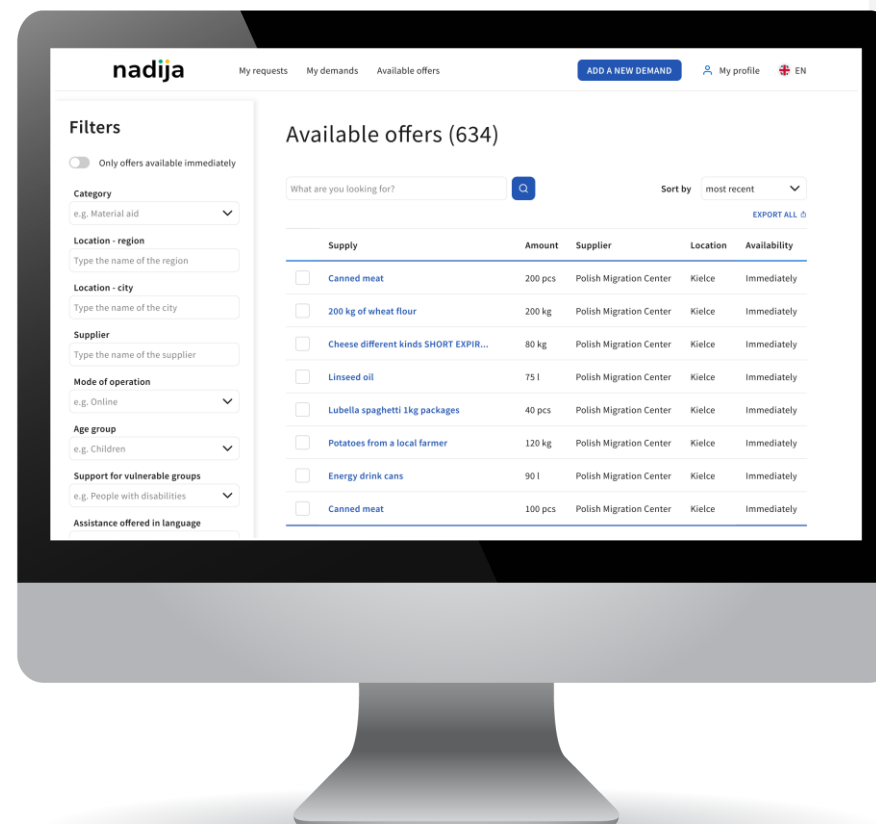 nadija
My requests My demands Available offers ADD A NEW DEMAND My profile EN
Filters
Only offers available immediately
Category
e.g. Material aid
Location - region
Type the name of the region
Location - city
Type the name of the city
Supplier
Type the name of the supplier
Mode of operation
e.g. Online
Age group
e.g. Children
Support for vulnerable groups
e.g. People with disabilities
Assistance offered in language
Available offers (634)
What are you looking for? Sort by most recent
EXPORT ALL
Supply Amount Supplier Location Availability
Canned meat 200 pcs Polish Migration Center Kielce Immediately
200 kg of wheat flour 200 kg Polish Migration Center Kielce Immediately
Cheese different kinds SHORT EXPIR... 80 kg Polish Migration Center Kielce Immediately
Linseed oil 75 l Polish Migration Center Kielce Immediately
Lubella spaghetti 1kg packages 40 pcs Polish Migration Center Kielce Immediately
Potatoes from a local farmer 120 kg Polish Migration Center Kielce Immediately
Energy drink cans 90 l Polish Migration Center Kielce Immediately
Canned meat 100 pcs Polish Migration Center Kielce Immediately